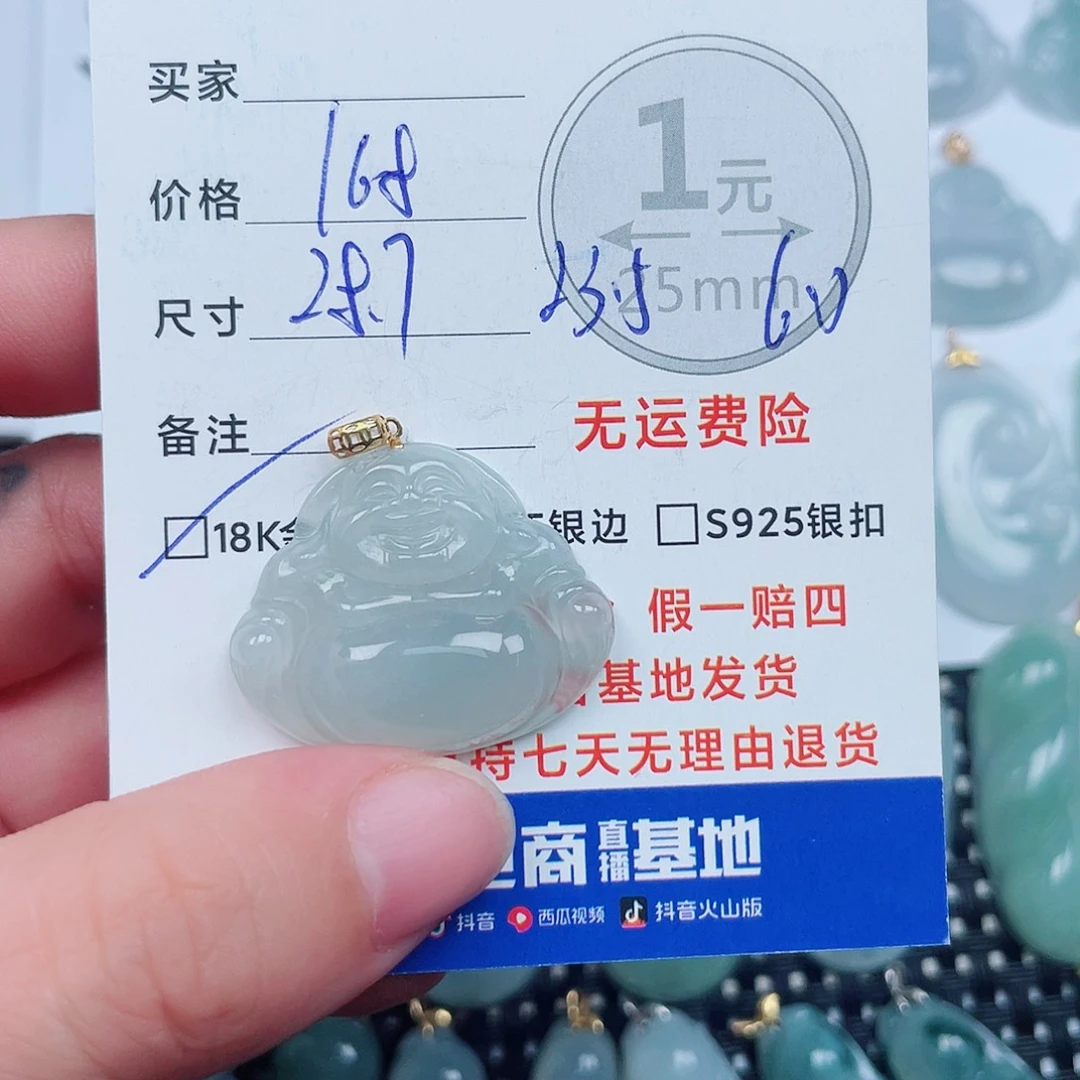 买家
价格 168
1元
尺寸 28.7 23.5 6.0
25mm
备注
无运费险
18K 银边 S925银扣
假一赔四
基地发货
持七天无理由退货
商直播基地
抖音 西瓜视频 抖音火山版